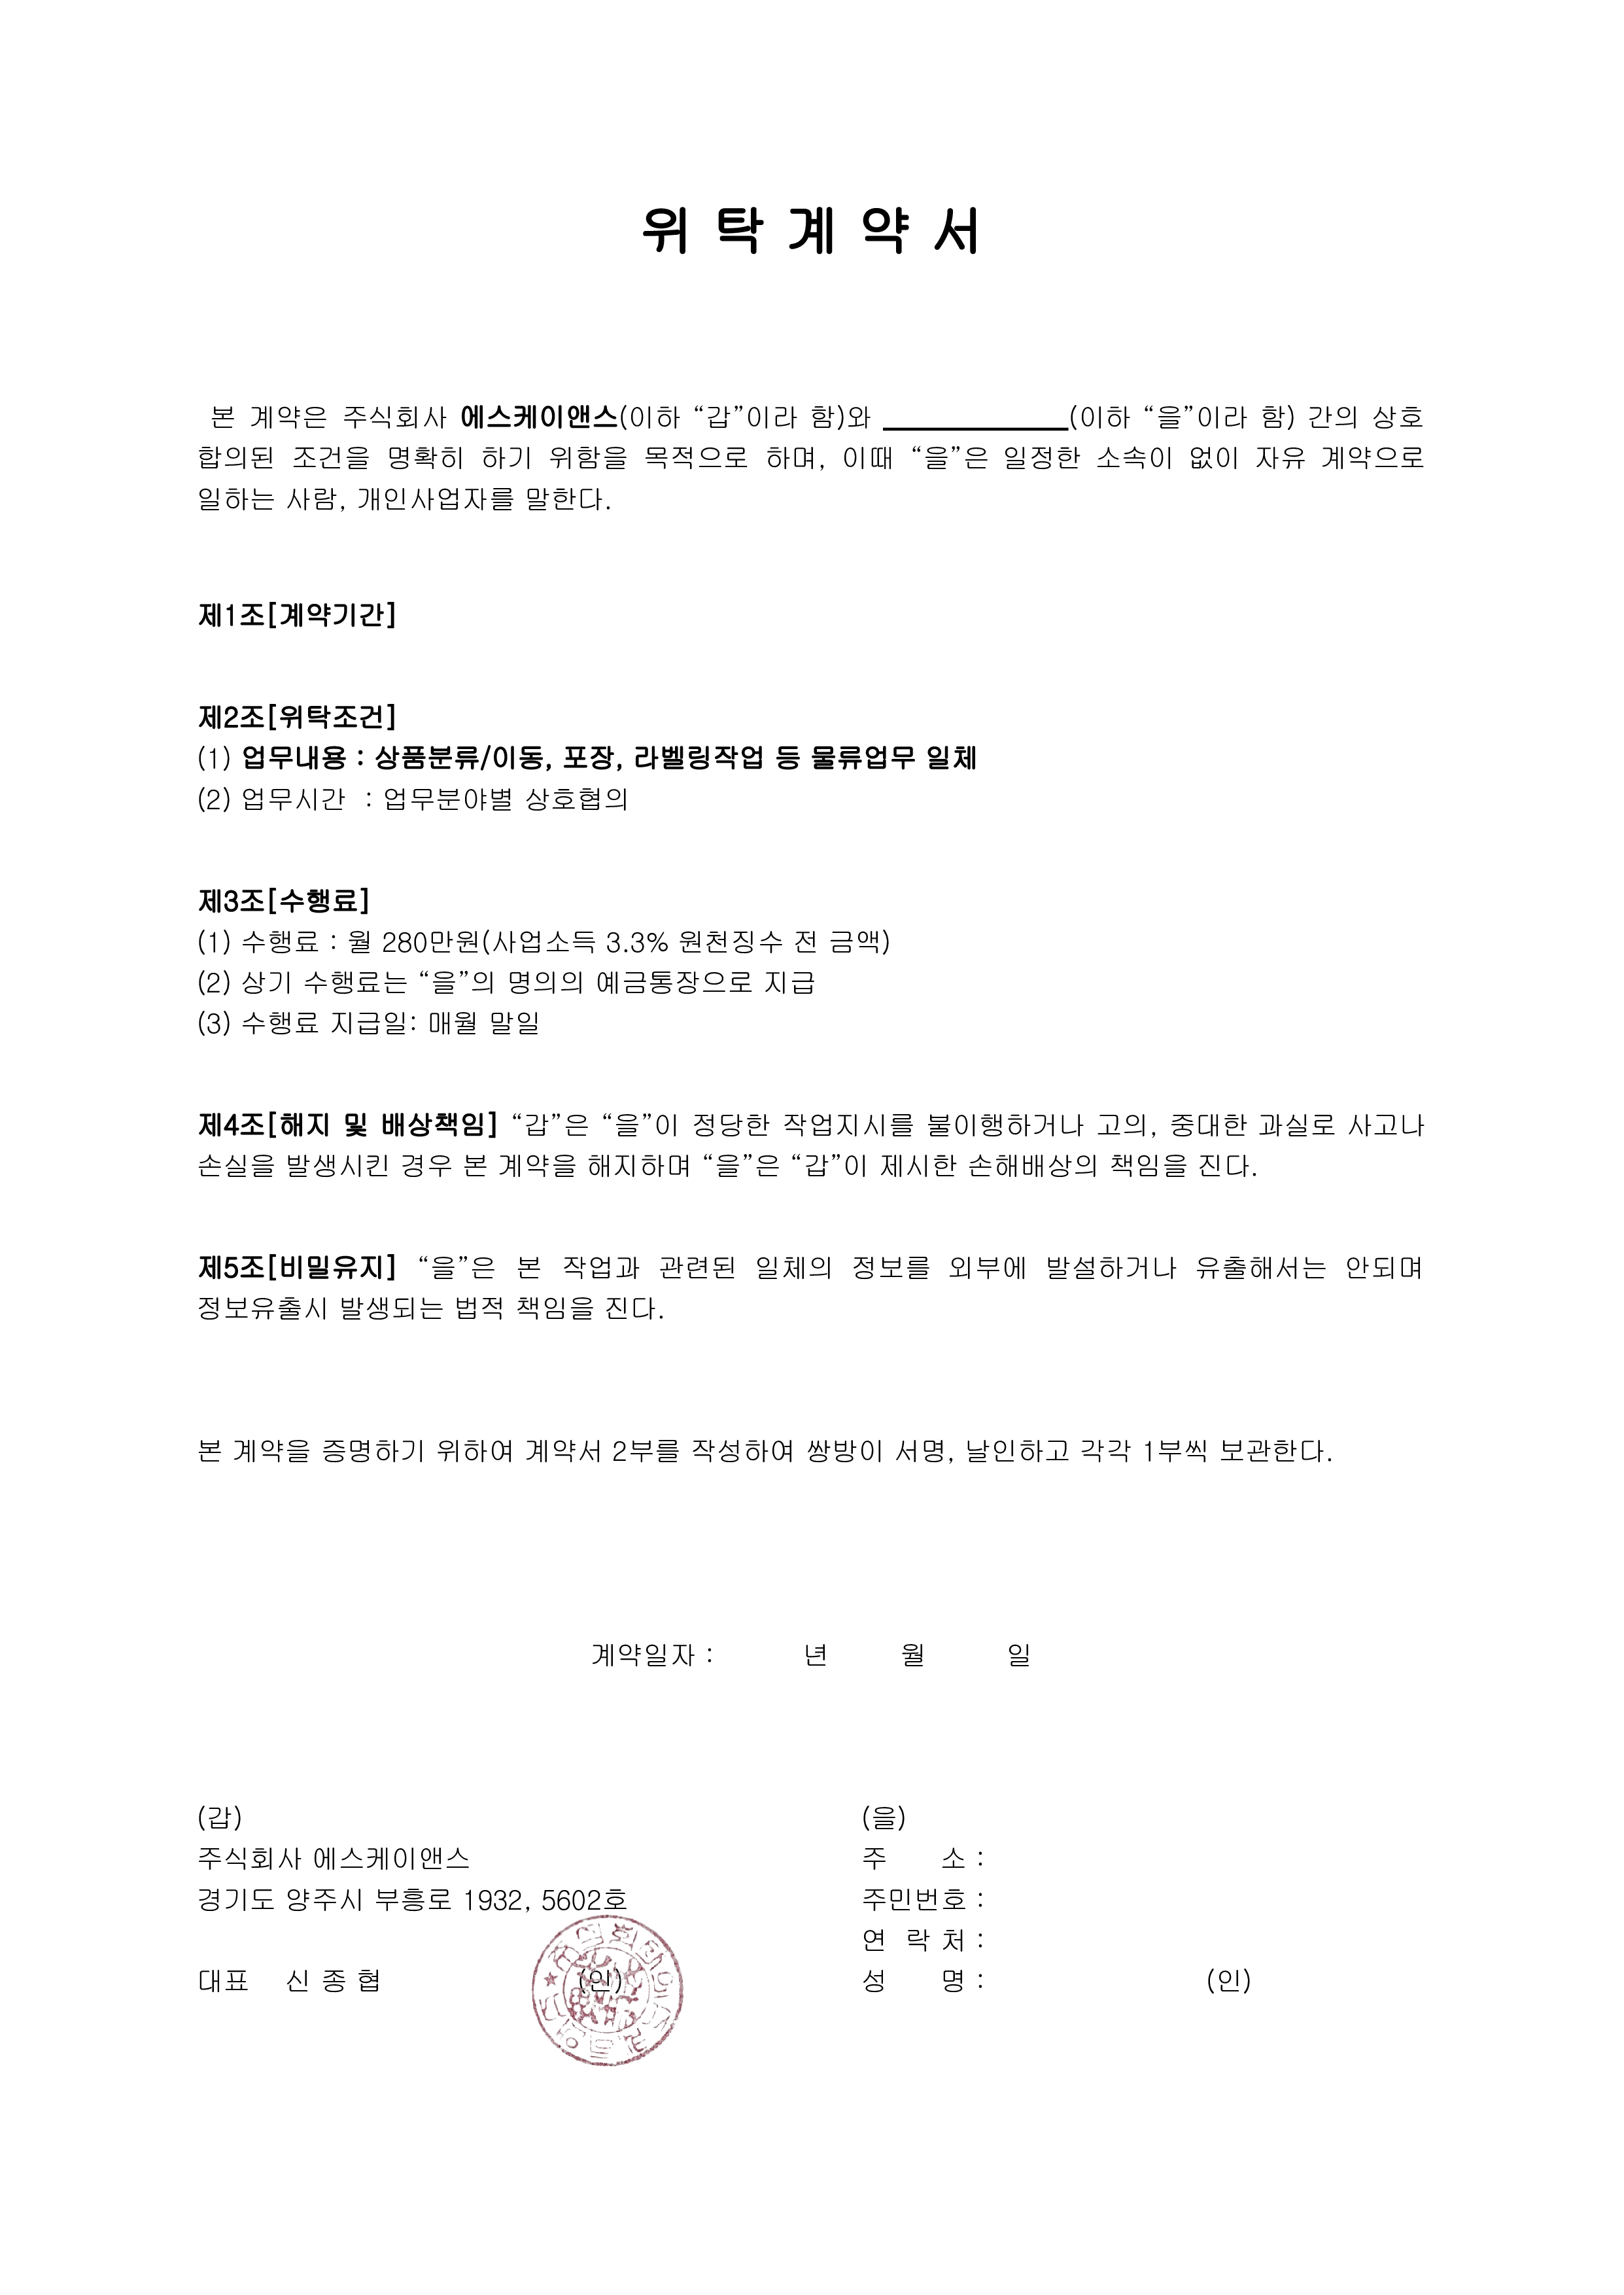 위 탁 계 약 서
본 계약은 주식회사 에스케이앤스(이하 “갑”이라 함)와 ____________(이하 “을”이라 함) 간의 상호
합의된 조건을 명확히 하기 위함을 목적으로 하며, 이때 “을”은 일정한 소속이 없이 자유 계약으로
일하는 사람, 개인사업자를 말한다.
제1조[계약기간]
제2조[위탁조건]
(1) 업무내용 : 상품분류/이동, 포장, 라벨링작업 등 물류업무 일체
(2) 업무시간 : 업무분야별 상호협의
제3조[수행료]
(1) 수행료 : 월 280만원(사업소득 3.3% 원천징수 전 금액)
(2) 상기 수행료는 “을”의 명의의 예금통장으로 지급
(3) 수행료 지급일: 매월 말일
제4조[해지 및 배상책임] “갑”은 “을”이 정당한 작업지시를 불이행하거나 고의, 중대한 과실로 사고나
손실을 발생시킨 경우 본 계약을 해지하며 “을”은 “갑”이 제시한 손해배상의 책임을 진다.
제5조[비밀유지] “을”은 본 작업과 관련된 일체의 정보를 외부에 발설하거나 유출해서는 안되며
정보유출시 발생되는 법적 책임을 진다.
본 계약을 증명하기 위하여 계약서 2부를 작성하여 쌍방이 서명, 날인하고 각각 1부씩 보관한다.
계약일자 : 년 월 일
(갑)
주식회사 에스케이앤스
경기도 양주시 부흥로 1932, 5602호
대표 신 종 협 (인)
(을)
주 소 :
주민번호 :
연 락 처 :
성 명 : (인)